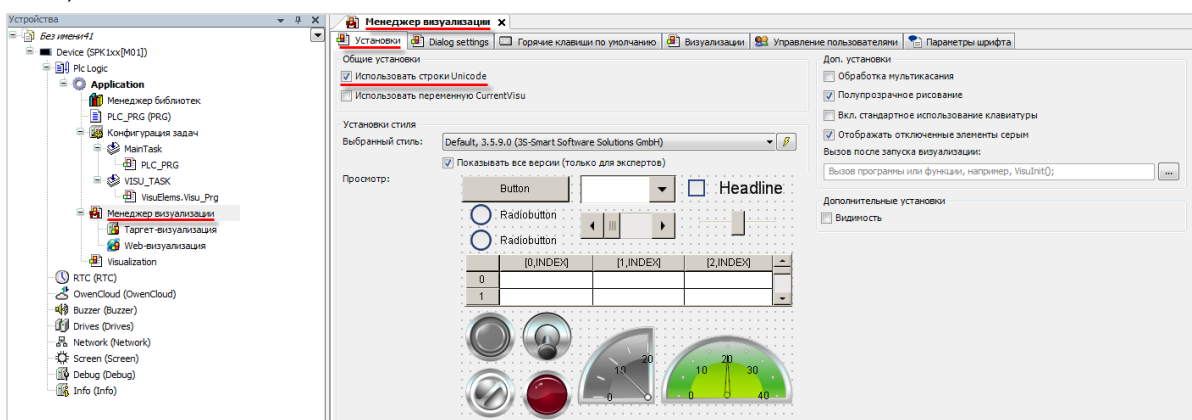 Устройства
Без имени41
Device (SPK1xx[M01])
Plc Logic
Application
Менеджер библиотек
PLC_PRG (PRG)
Конфигурация задач
MainTask
PLC_PRG
VISU_TASK
VisuElems.Visu_Prg
Менеджер визуализации
Таргет-визуализация
Web-визуализация
Visualization
RTC (RTC)
OwenCloud (OwenCloud)
Buzzer (Buzzer)
Drives (Drives)
Network (Network)
Screen (Screen)
Debug (Debug)
Info (Info)
Менеджер визуализации X
Установки Dialog settings Горячие клавиши по умолчанию Визуализации Управление пользователями Параметры шрифта
Общие установки
Использовать строки Unicode
Использовать переменную CurrentVisu
Установки стиля
Выбранный стиль: Default, 3.5.9.0 (3S-Smart Software Solutions GmbH)
Показывать все версии (только для экспертов)
Просмотр:
Button
Headline
Radiobutton
Radiobutton
[0,INDEX] [1,INDEX] [2,INDEX]
0
1
0 10 20
0 10 20 30 40
Доп. установки
Обработка мультикасания
Полупрозрачное рисование
Вкл. стандартное использование клавиатуры
Отображать отключенные элементы серым
Вызов после запуска визуализации:
Вызов программы или функции, например, VisuInit(); ...
Дополнительные установки
Видимость